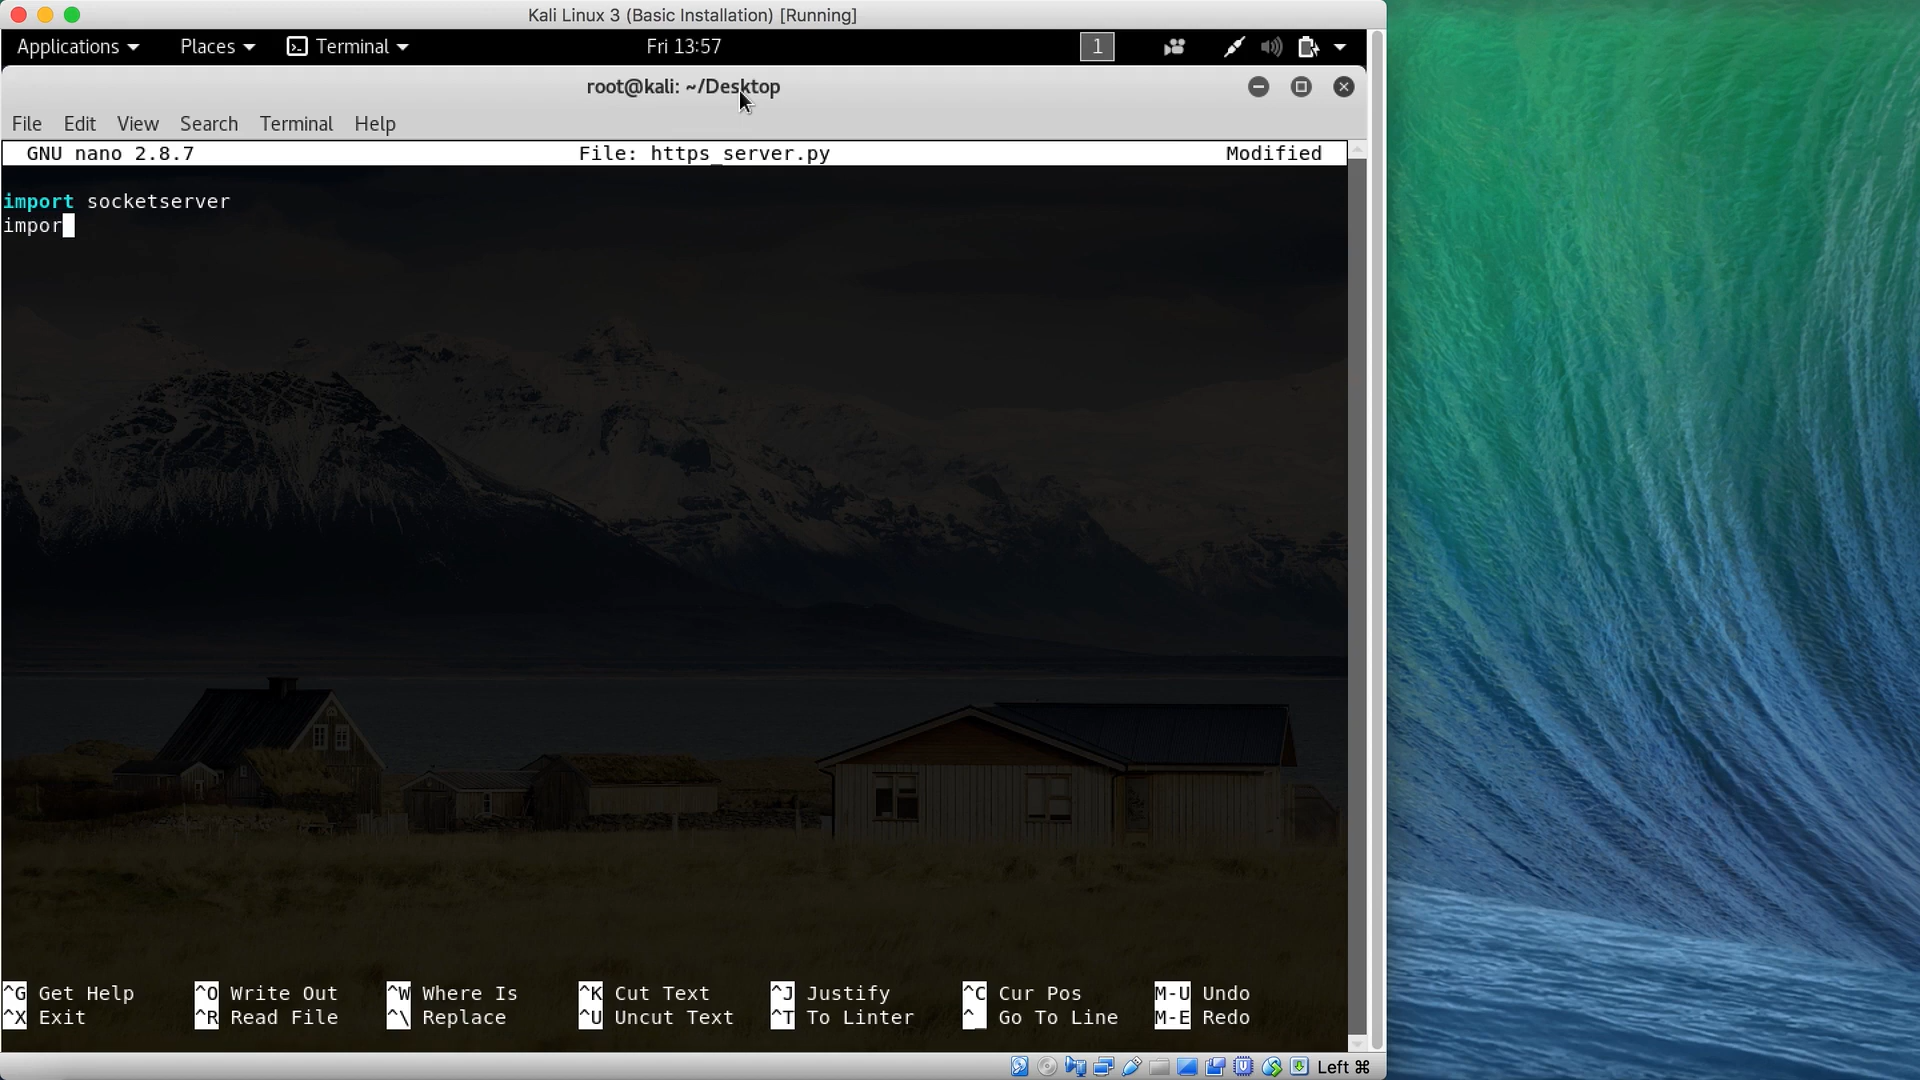 Kali Linux 3 (Basic Installation) [Running]
Applications Places Terminal Fri 13:57 1
root@kali: ~/Desktop
File Edit View Search Terminal Help
GNU nano 2.8.7 File: https_server.py Modified
import socketserver
impor
^G Get Help ^O Write Out ^W Where Is ^K Cut Text ^J Justify ^C Cur Pos M-U Undo
^X Exit ^R Read File ^\ Replace ^U Uncut Text ^T To Linter ^_ Go To Line M-E Redo
Left ⌘